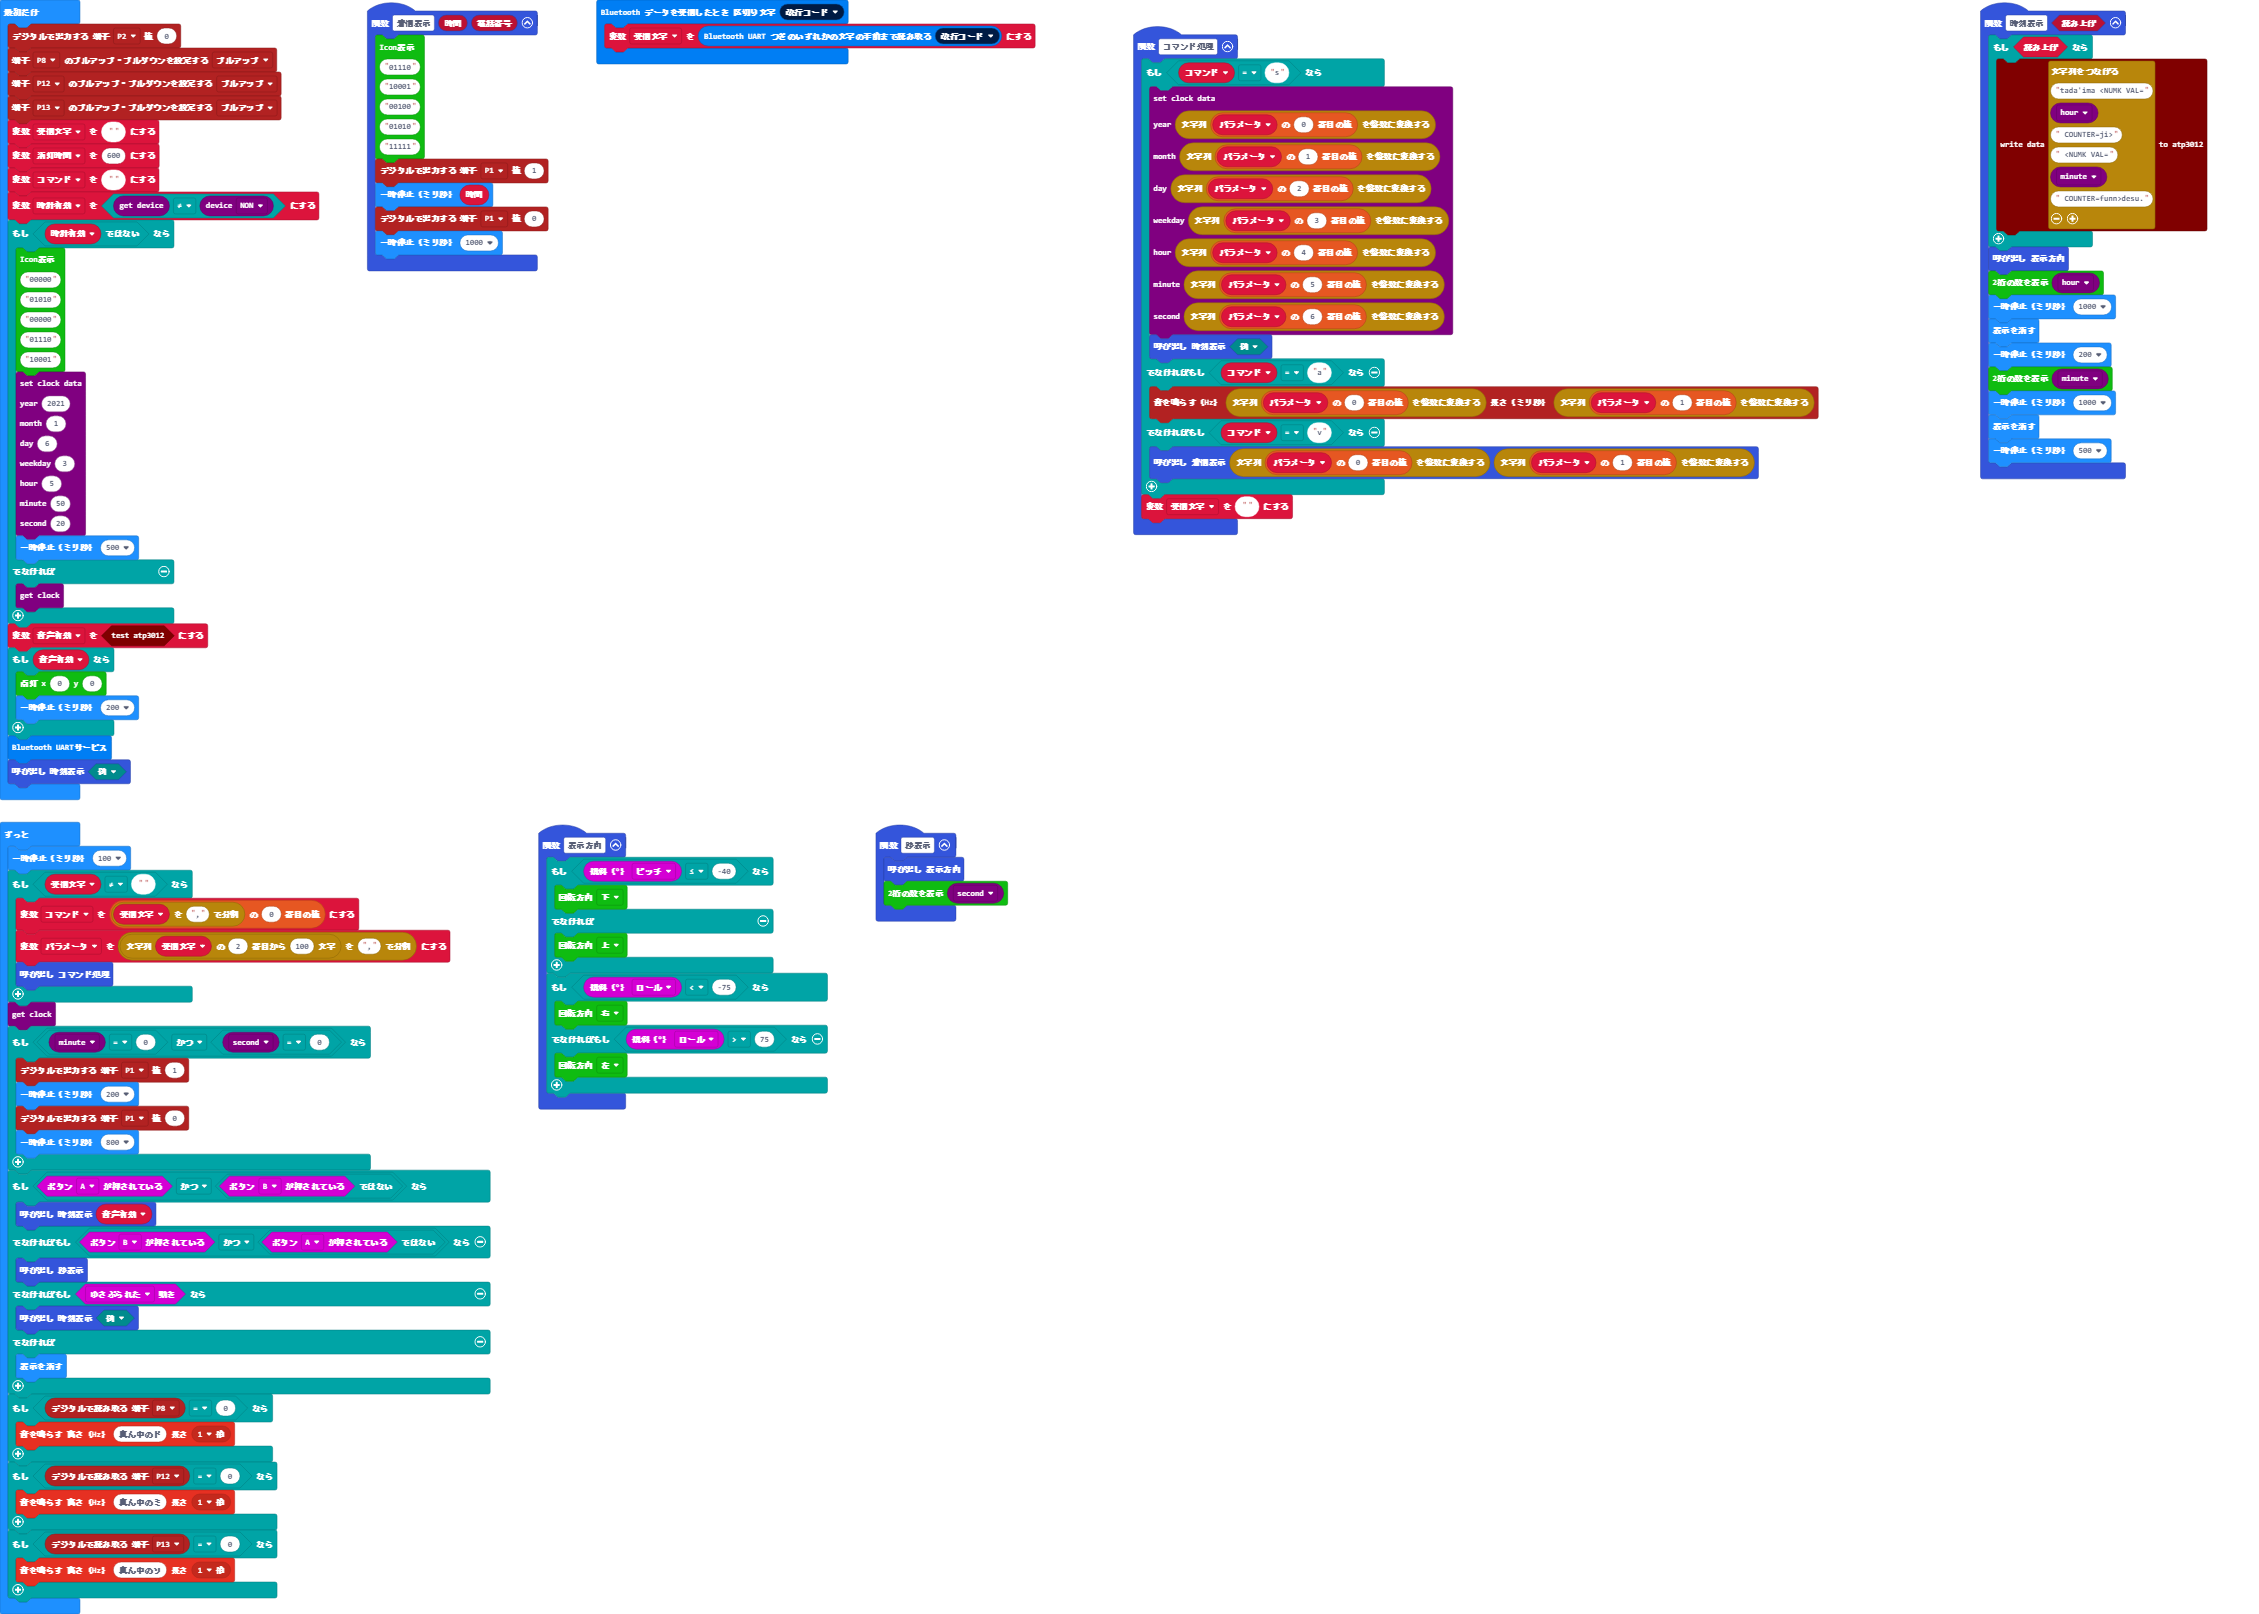 最初だけ
デジタルで出力する 端子 P2 値 0
端子 P8 のプルアップ・プルダウンを設定する プルアップ
端子 P12 のプルアップ・プルダウンを設定する プルアップ
端子 P13 のプルアップ・プルダウンを設定する プルアップ
変数 受信文字 を "" にする
変数 消灯時間 を 600 にする
変数 コマンド を "" にする
変数 時計有効 を get device ≠ device NON にする
もし 時計有効 ではない なら
Icon表示
"00000"
"01010"
"00000"
"01110"
"10001"
set clock data
year 2021
month 1
day 6
weekday 3
hour 5
minute 50
second 20
一時停止 (ミリ秒) 500
でなければ
get clock
変数 音声有効 を test atp3012 にする
もし 音声有効 なら
点灯 x 0 y 0
一時停止 (ミリ秒) 200
Bluetooth UARTサービス
呼び出し 時刻表示 偽
関数 着信表示 時間 電話番号
Icon表示
"01110"
"10001"
"00100"
"01010"
"11111"
デジタルで出力する 端子 P1 値 1
一時停止 (ミリ秒) 時間
デジタルで出力する 端子 P1 値 0
一時停止 (ミリ秒) 1000
Bluetooth データを受信したとき 区切り文字 改行コード
変数 受信文字 を Bluetooth UART つぎのいずれかの文字の手前まで読み取る 改行コード にする
関数 コマンド処理
もし コマンド = "s" なら
set clock data
year 文字列 パラメータ の 0 番目の値 を整数に変換する
month 文字列 パラメータ の 1 番目の値 を整数に変換する
day 文字列 パラメータ の 2 番目の値 を整数に変換する
weekday 文字列 パラメータ の 3 番目の値 を整数に変換する
hour 文字列 パラメータ の 4 番目の値 を整数に変換する
minute 文字列 パラメータ の 5 番目の値 を整数に変換する
second 文字列 パラメータ の 6 番目の値 を整数に変換する
呼び出し 時刻表示 偽
でなければもし コマンド = "a" なら
音を鳴らす (Hz) 文字列 パラメータ の 0 番目の値 を整数に変換する 長さ (ミリ秒) 文字列 パラメータ の 1 番目の値 を整数に変換する
でなければもし コマンド = "v" なら
呼び出し 着信表示 文字列 パラメータ の 0 番目の値 を整数に変換する 文字列 パラメータ の 1 番目の値 を整数に変換する
変数 受信文字 を "" にする
関数 時刻表示 読み上げ
もし 読み上げ なら
文字列をつなげる
"tada'ima <NUMK VAL="
hour
" COUNTER=ji>"
write data " <NUMK VAL=" to atp3012
minute
" COUNTER=funn>desu."
呼び出し 表示方向
2桁の数を表示 hour
一時停止 (ミリ秒) 1000
表示を消す
一時停止 (ミリ秒) 200
2桁の数を表示 minute
一時停止 (ミリ秒) 1000
表示を消す
一時停止 (ミリ秒) 500
ずっと
一時停止 (ミリ秒) 100
もし 受信文字 ≠ "" なら
変数 コマンド を 受信文字 を "," で分割 の 0 番目の値 にする
変数 パラメータ を 文字列 受信文字 の 2 番目から 100 文字 を "," で分割 にする
呼び出し コマンド処理
get clock
もし minute = 0 かつ second = 0 なら
デジタルで出力する 端子 P1 値 1
一時停止 (ミリ秒) 200
デジタルで出力する 端子 P1 値 0
一時停止 (ミリ秒) 800
もし ボタン A が押されている かつ ボタン B が押されている ではない なら
呼び出し 時刻表示 音声有効
でなければもし ボタン B が押されている かつ ボタン A が押されている ではない なら
呼び出し 秒表示
でなければもし ゆさぶられた 動き なら
呼び出し 時刻表示 偽
でなければ
表示を消す
もし デジタルで読み取る 端子 P8 = 0 なら
音を鳴らす 高さ (Hz) 真ん中のド 長さ 1 拍
もし デジタルで読み取る 端子 P12 = 0 なら
音を鳴らす 高さ (Hz) 真ん中のミ 長さ 1 拍
もし デジタルで読み取る 端子 P13 = 0 なら
音を鳴らす 高さ (Hz) 真ん中のソ 長さ 1 拍
関数 表示方向
もし 傾斜 (°) ピッチ ≤ -40 なら
回転方向 下
でなければ
回転方向 上
もし 傾斜 (°) ロール < -75 なら
回転方向 右
でなければもし 傾斜 (°) ロール > 75 なら
回転方向 左
関数 秒表示
呼び出し 表示方向
2桁の数を表示 second